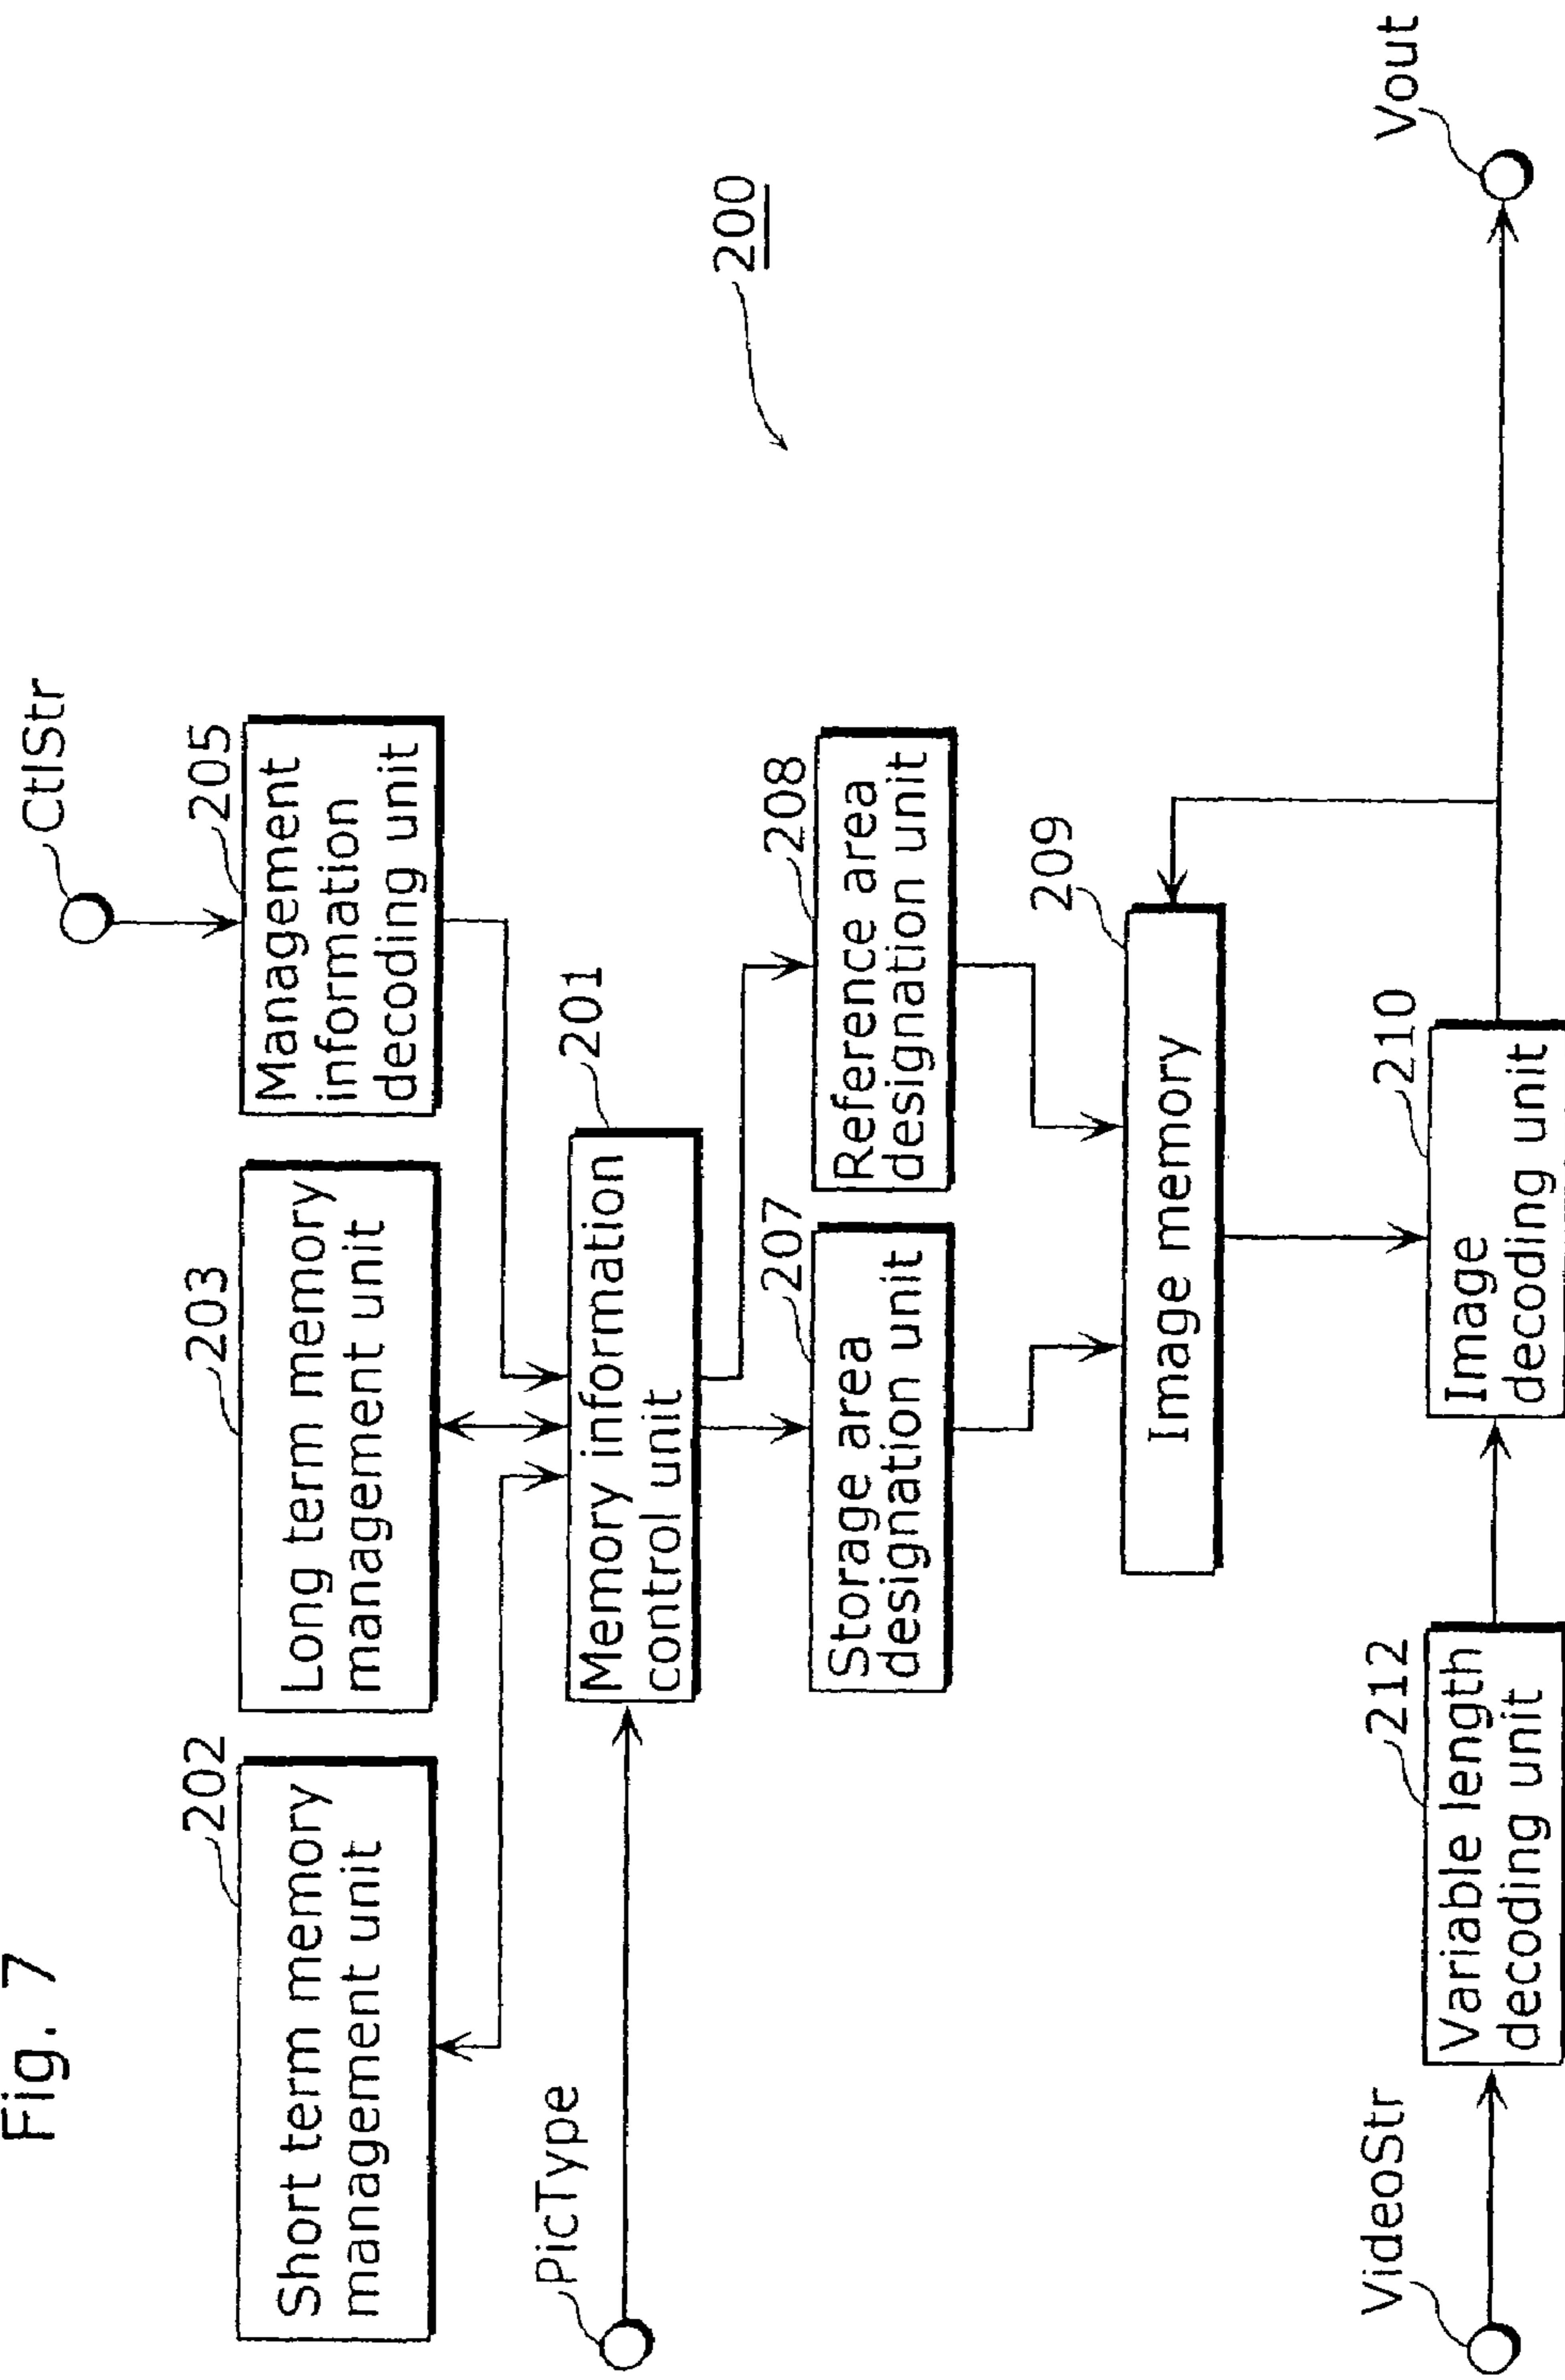 Fig. 7
CtlStr
202
203
205
Short term memory
management unit
Long term memory
management unit
Management
information
decoding unit
PicType
201
Memory information
control unit
200
207
208
Storage area
designation unit
Reference area
designation unit
209
Image memory
VideoStr
212
210
Vout
Variable length
decoding unit
Image
decoding unit